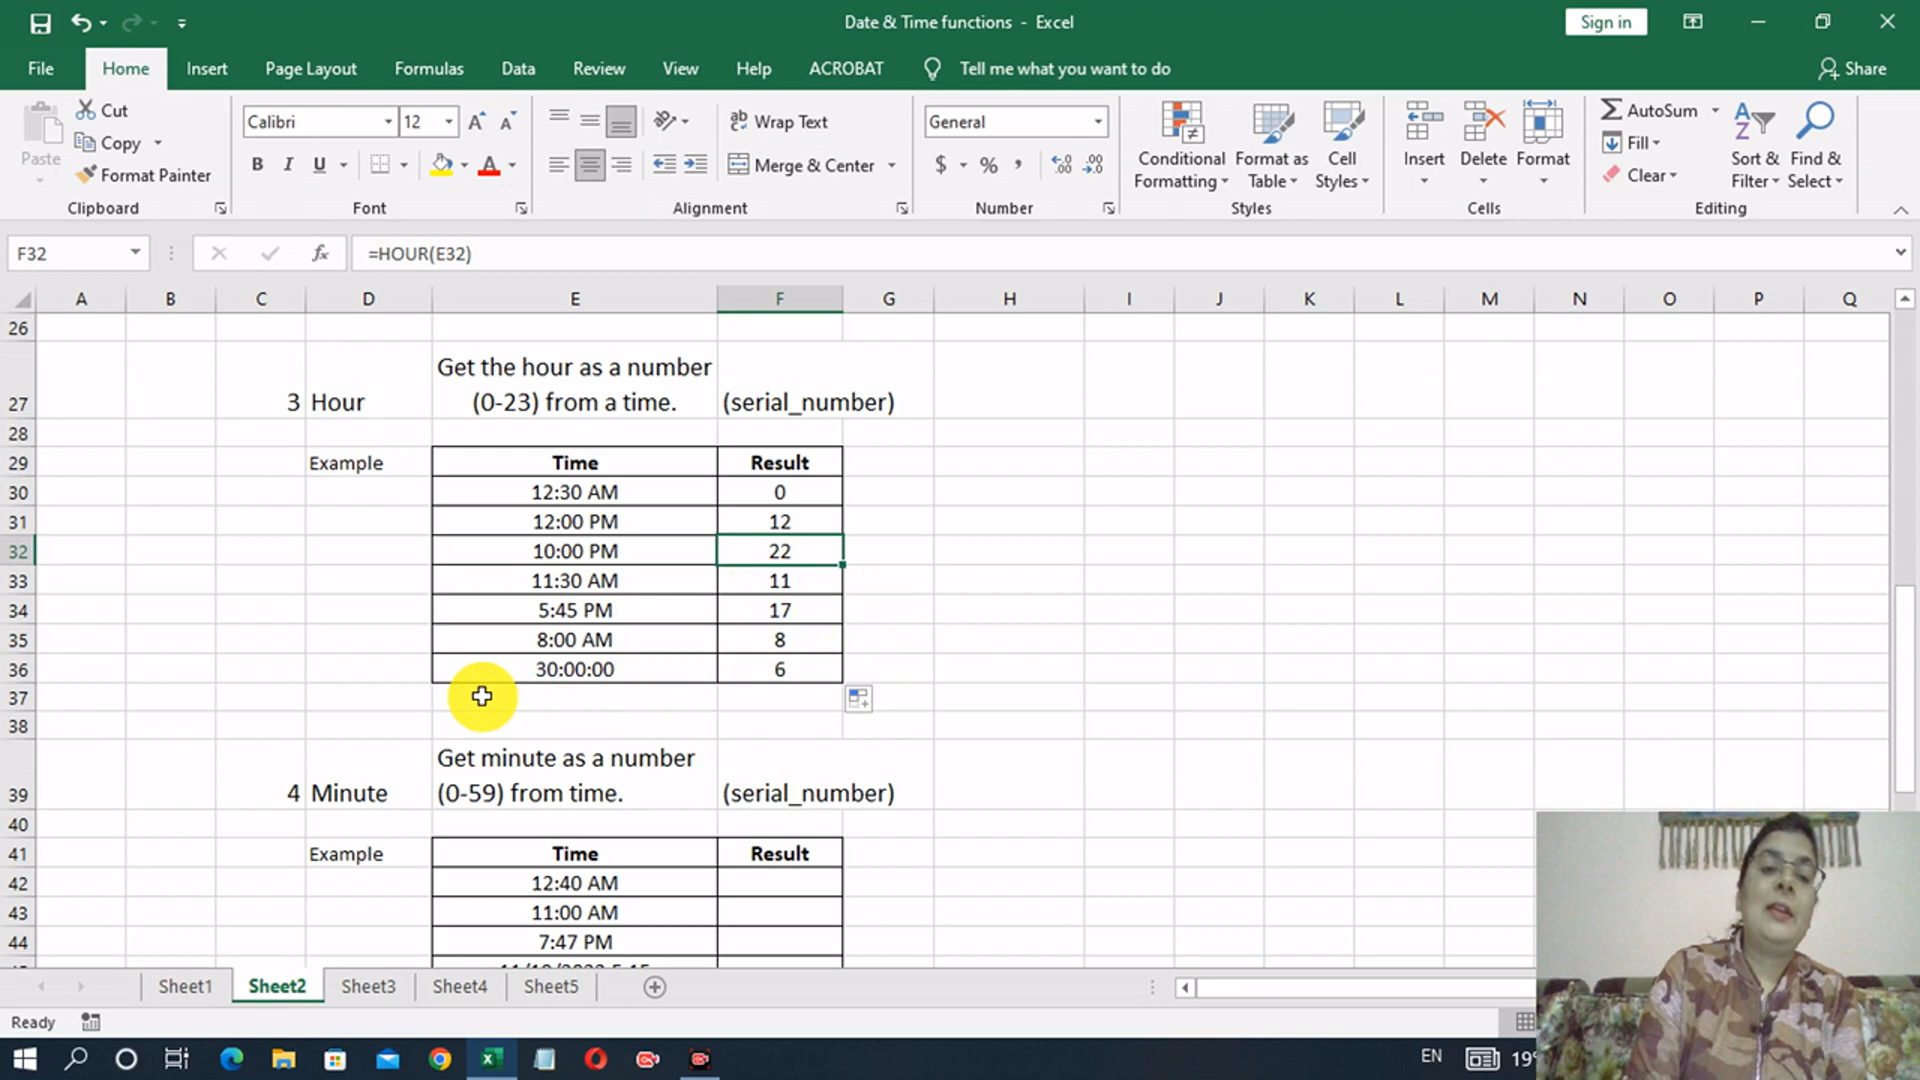 Date & Time functions - Excel
Sign in
File
Home
Insert
Page Layout
Formulas
Data
Review
View
Help
ACROBAT
Tell me what you want to do
Share
Paste
Cut
Copy
Format Painter
Clipboard
Calibri
12
B I U
Font
Wrap Text
Merge & Center
Alignment
General
$ % ,
Number
Conditional
Formatting
Format as
Table
Cell
Styles
Styles
Insert
Delete
Format
Cells
AutoSum
Fill
Clear
Sort &
Filter
Find &
Select
Editing
F32
fx
=HOUR(E32)
A B C D E F G H I J K L M N O P Q
26
Get the hour as a number
27 3 Hour (0-23) from a time. (serial_number)
28
29 Example Time Result
30 12:30 AM 0
31 12:00 PM 12
32 10:00 PM 22
33 11:30 AM 11
34 5:45 PM 17
35 8:00 AM 8
36 30:00:00 6
37
38
Get minute as a number
39 4 Minute (0-59) from time. (serial_number)
40
41 Example Time Result
42 12:40 AM
43 11:00 AM
44 7:47 PM
Sheet1
Sheet2
Sheet3
Sheet4
Sheet5
Ready
EN